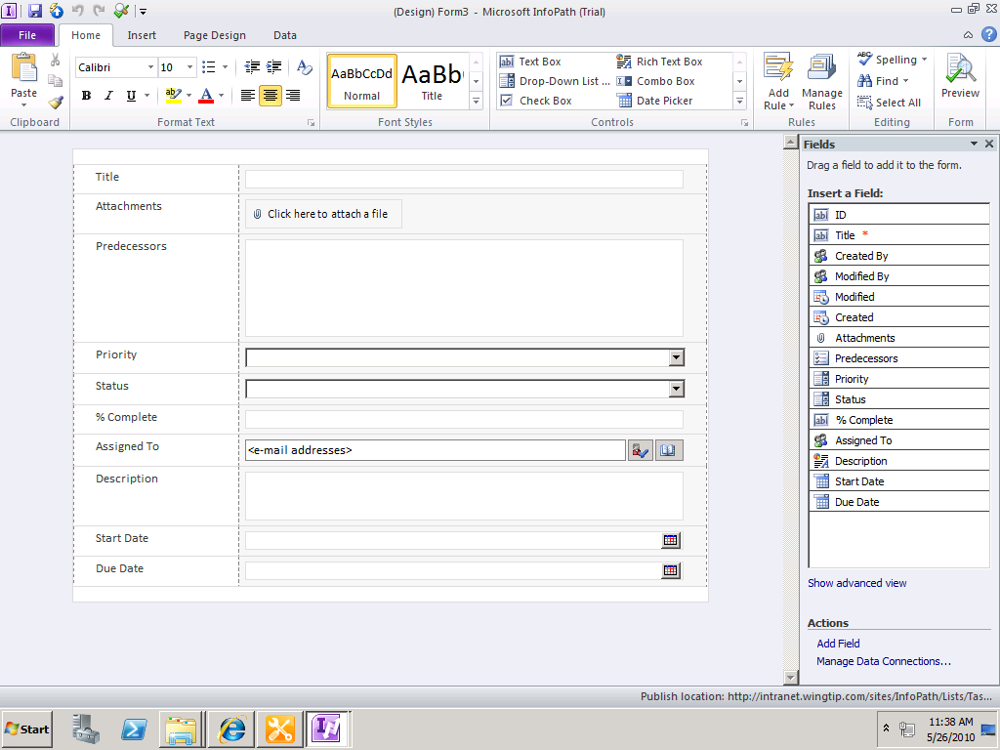 (Design) Form3 - Microsoft InfoPath (Trial)
File Home Insert Page Design Data
Paste
Calibri 10
B I U ab A
AaBbCcDd
Normal
AaBb
Title
Text Box Rich Text Box
Drop-Down List ... Combo Box
Check Box Date Picker
Add Rule
Manage Rules
Spelling
Find
Select All
Preview
Clipboard Format Text Font Styles Controls Rules Editing Form
Title
Attachments Click here to attach a file
Predecessors
Priority
Status
% Complete
Assigned To <e-mail addresses>
Description
Start Date
Due Date
Fields
Drag a field to add it to the form.
Insert a Field:
ID
Title *
Created By
Modified By
Modified
Created
Attachments
Predecessors
Priority
Status
% Complete
Assigned To
Description
Start Date
Due Date
Show advanced view
Actions
Add Field
Manage Data Connections...
Publish location: http://intranet.wingtip.com/sites/InfoPath/Lists/Tas...
Start
11:38 AM
5/26/2010